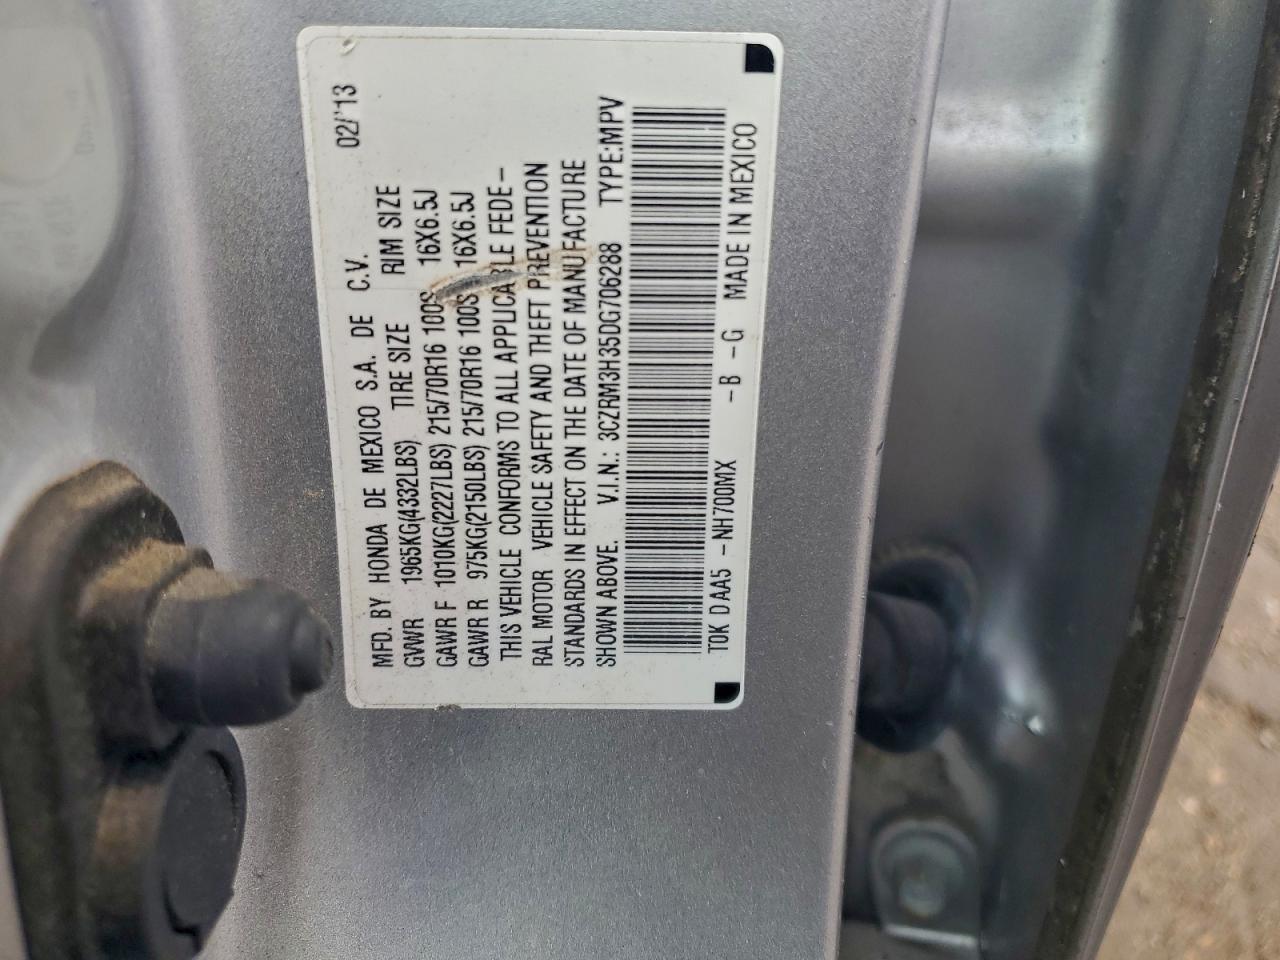 MFD. BY HONDA DE MEXICO S.A. DE C.V. 02/'13
GVWR 1965KG(4332LBS) TIRE SIZE RIM SIZE
GAWR F 1010KG(2227LBS) 215/70R16 100S 16X6.5J
GAWR R 975KG(2150LBS) 215/70R16 100S 16X6.5J
THIS VEHICLE CONFORMS TO ALL APPLICABLE FEDE-
RAL MOTOR VEHICLE SAFETY AND THEFT PREVENTION
STANDARDS IN EFFECT ON THE DATE OF MANUFACTURE
SHOWN ABOVE. V.I.N.: 3CZRM3H35DG706288 TYPE:MPV
T0K D AA5 -NH700MX -B -G MADE IN MEXICO